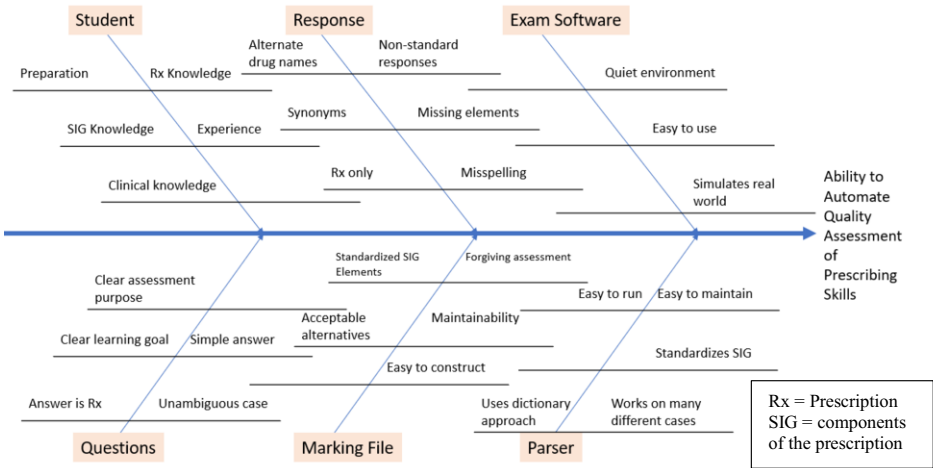 Student
Response
Exam Software
Preparation
Rx Knowledge
SIG Knowledge
Experience
Clinical knowledge
Alternate
drug names
Non-standard
responses
Synonyms
Missing elements
Rx only
Misspelling
Quiet environment
Easy to use
Simulates real
world
Ability to
Automate
Quality
Assessment
of
Prescribing
Skills
Clear assessment
purpose
Clear learning goal
Simple answer
Answer is Rx
Unambiguous case
Standardized SIG
Elements
Forgiving assessment
Acceptable
alternatives
Maintainability
Easy to construct
Easy to run
Easy to maintain
Standardizes SIG
Uses dictionary
approach
Works on many
different cases
Questions
Marking File
Parser
Rx = Prescription
SIG = components
of the prescription